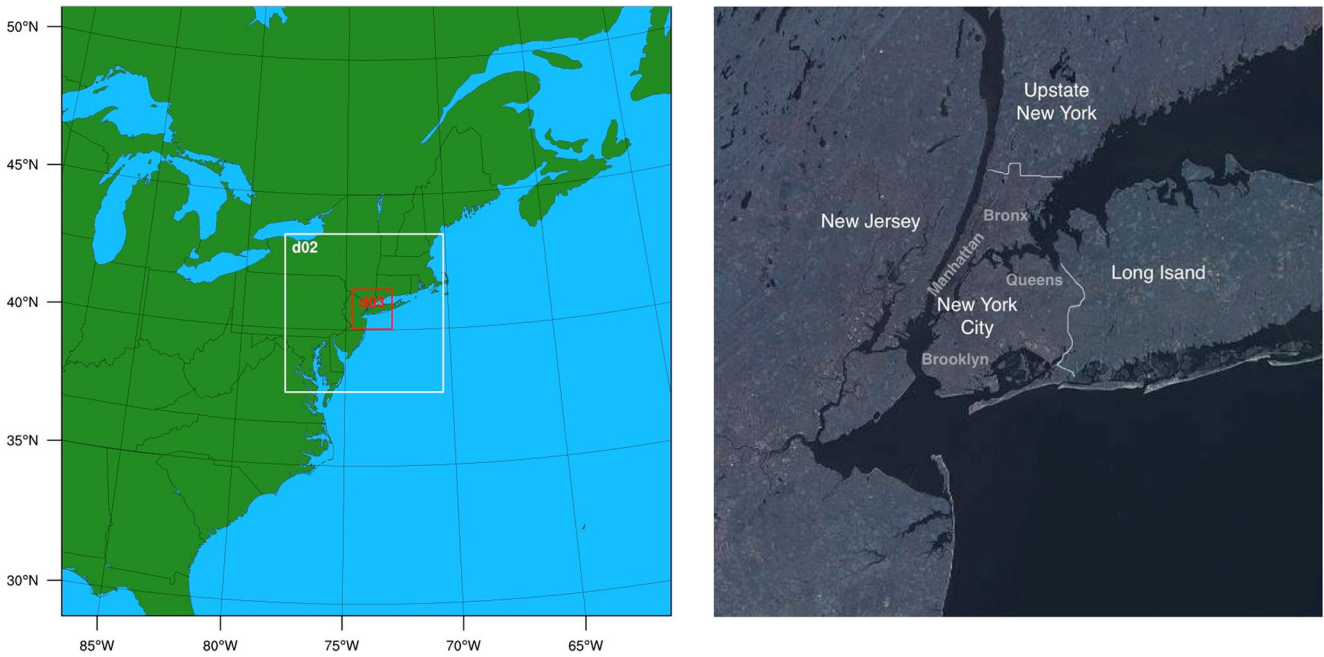 50°N
45°N
40°N
35°N
30°N
85°W
80°W
75°W
70°W
65°W
d02
d03
Upstate
New York
New Jersey
Bronx
Manhattan
Queens
Long Isand
New York
City
Brooklyn